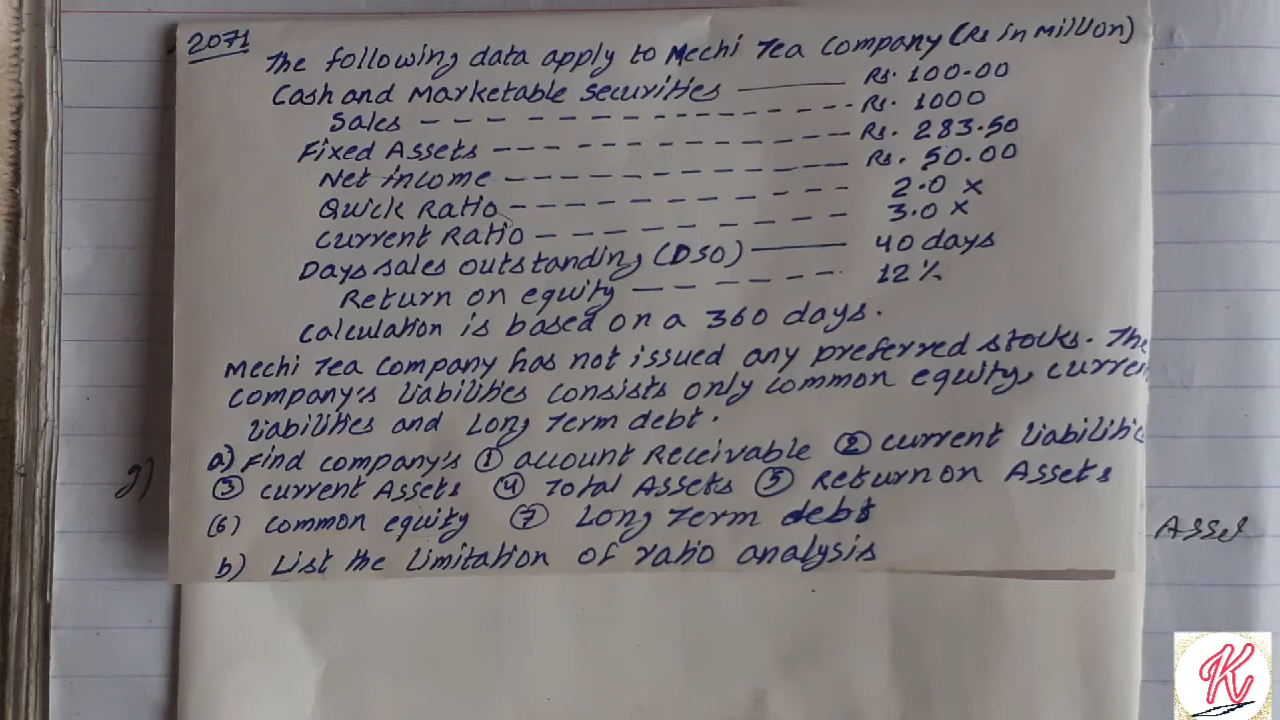 2071
The following data apply to Mechi Tea Company (Rs in million)
Cash and Marketable Securities ——— Rs. 100.00
Sales - - - - - - - - - - - - - Rs. 1000
Fixed Assets - - - - - - - - - - - Rs. 283.50
Net income - - - - - - - - - - - Rs. 50.00
Quick Ratio - - - - - - - - - - 2.0 x
Current Ratio - - - - - - - - - 3.0 x
Days sales outstanding (DSO) ——— 40 days
Return on equity - - - - - - 12 %
Calculation is based on a 360 days.
Mechi Tea Company has not issued any preferred stocks. The
company's liabilities consists only common equity, curren
liabilities and Long Term debt.
a) Find company's ① account Receivable ② current liabilitie
③ current Assets ④ Total Assets ⑤ Return on Assets
(6) common equity ⑦ Long Term debt
b) List the limitation of ratio analysis
g)
Asset
K